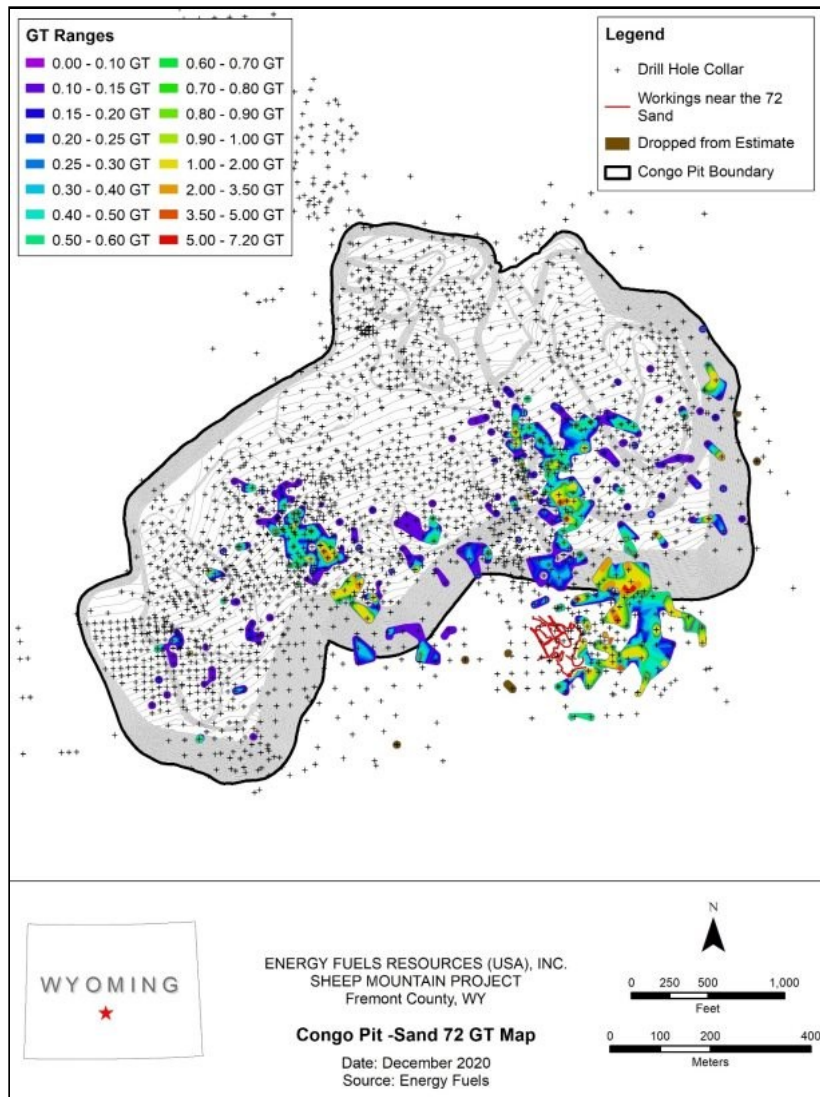 GT Ranges
0.00 - 0.10 GT
0.10 - 0.15 GT
0.15 - 0.20 GT
0.20 - 0.25 GT
0.25 - 0.30 GT
0.30 - 0.40 GT
0.40 - 0.50 GT
0.50 - 0.60 GT
0.60 - 0.70 GT
0.70 - 0.80 GT
0.80 - 0.90 GT
0.90 - 1.00 GT
1.00 - 2.00 GT
2.00 - 3.50 GT
3.50 - 5.00 GT
5.00 - 7.20 GT
Legend
Drill Hole Collar
Workings near the 72
Sand
Dropped from Estimate
Congo Pit Boundary
WYOMING
ENERGY FUELS RESOURCES (USA), INC.
SHEEP MOUNTAIN PROJECT
Fremont County, WY
Congo Pit -Sand 72 GT Map
Date: December 2020
Source: Energy Fuels
N
0 250 500 1,000
Feet
0 100 200 400
Meters